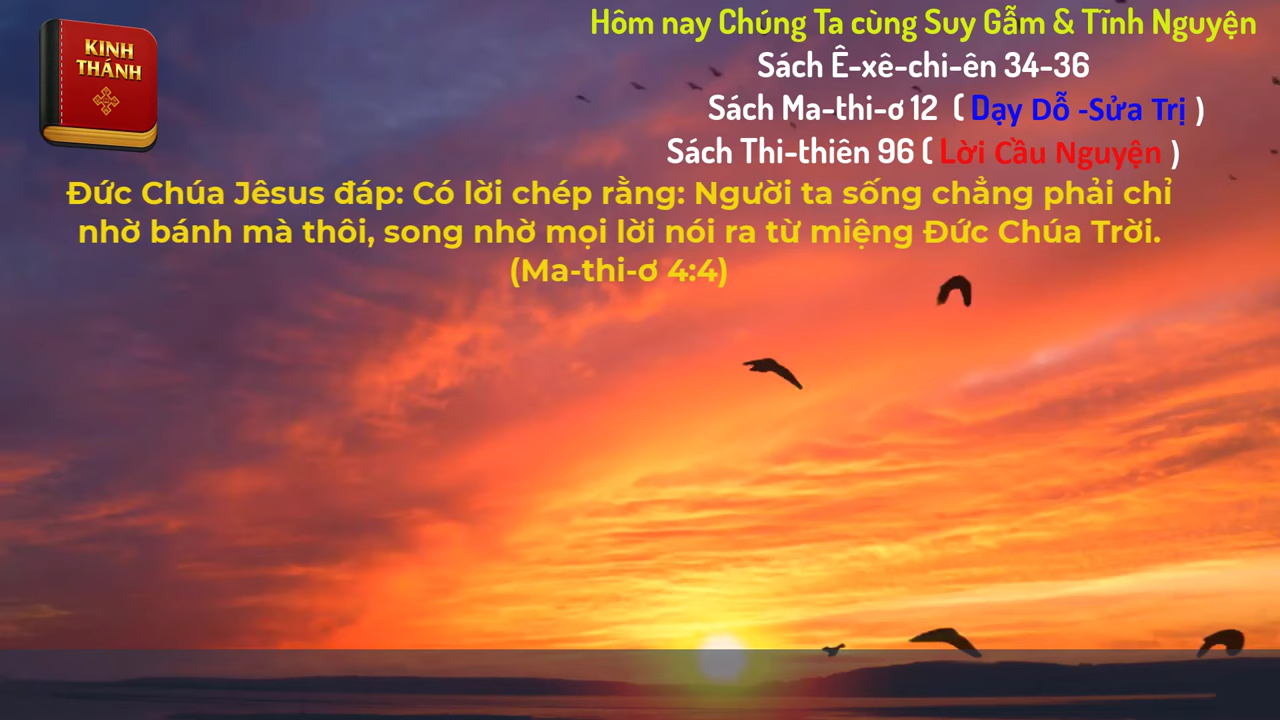 KINH
THÁNH
Hôm nay Chúng Ta cùng Suy Gẫm & Tĩnh Nguyện
Sách Ê-xê-chi-ên 34-36
Sách Ma-thi-ơ 12 ( Dạy Dỗ -Sửa Trị )
Sách Thi-thiên 96 ( Lời Cầu Nguyện )
Đức Chúa Jêsus đáp: Có lời chép rằng: Người ta sống chẳng phải chỉ
nhờ bánh mà thôi, song nhờ mọi lời nói ra từ miệng Đức Chúa Trời.
(Ma-thi-ơ 4:4)